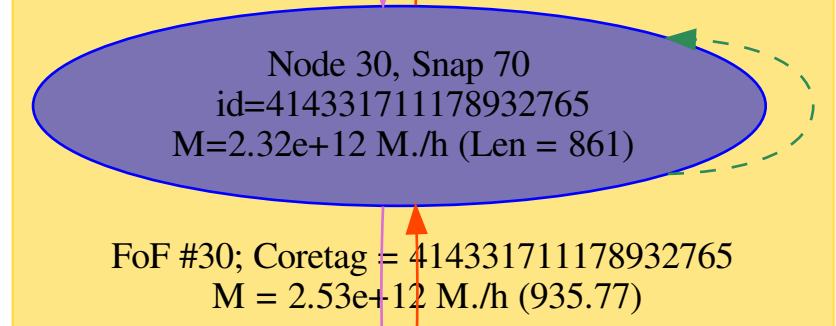 Node 30, Snap 70
id=414331711178932765
M=2.32e+12 M./h (Len = 861)
FoF #30; Coretag = 414331711178932765
M = 2.53e+12 M./h (935.77)